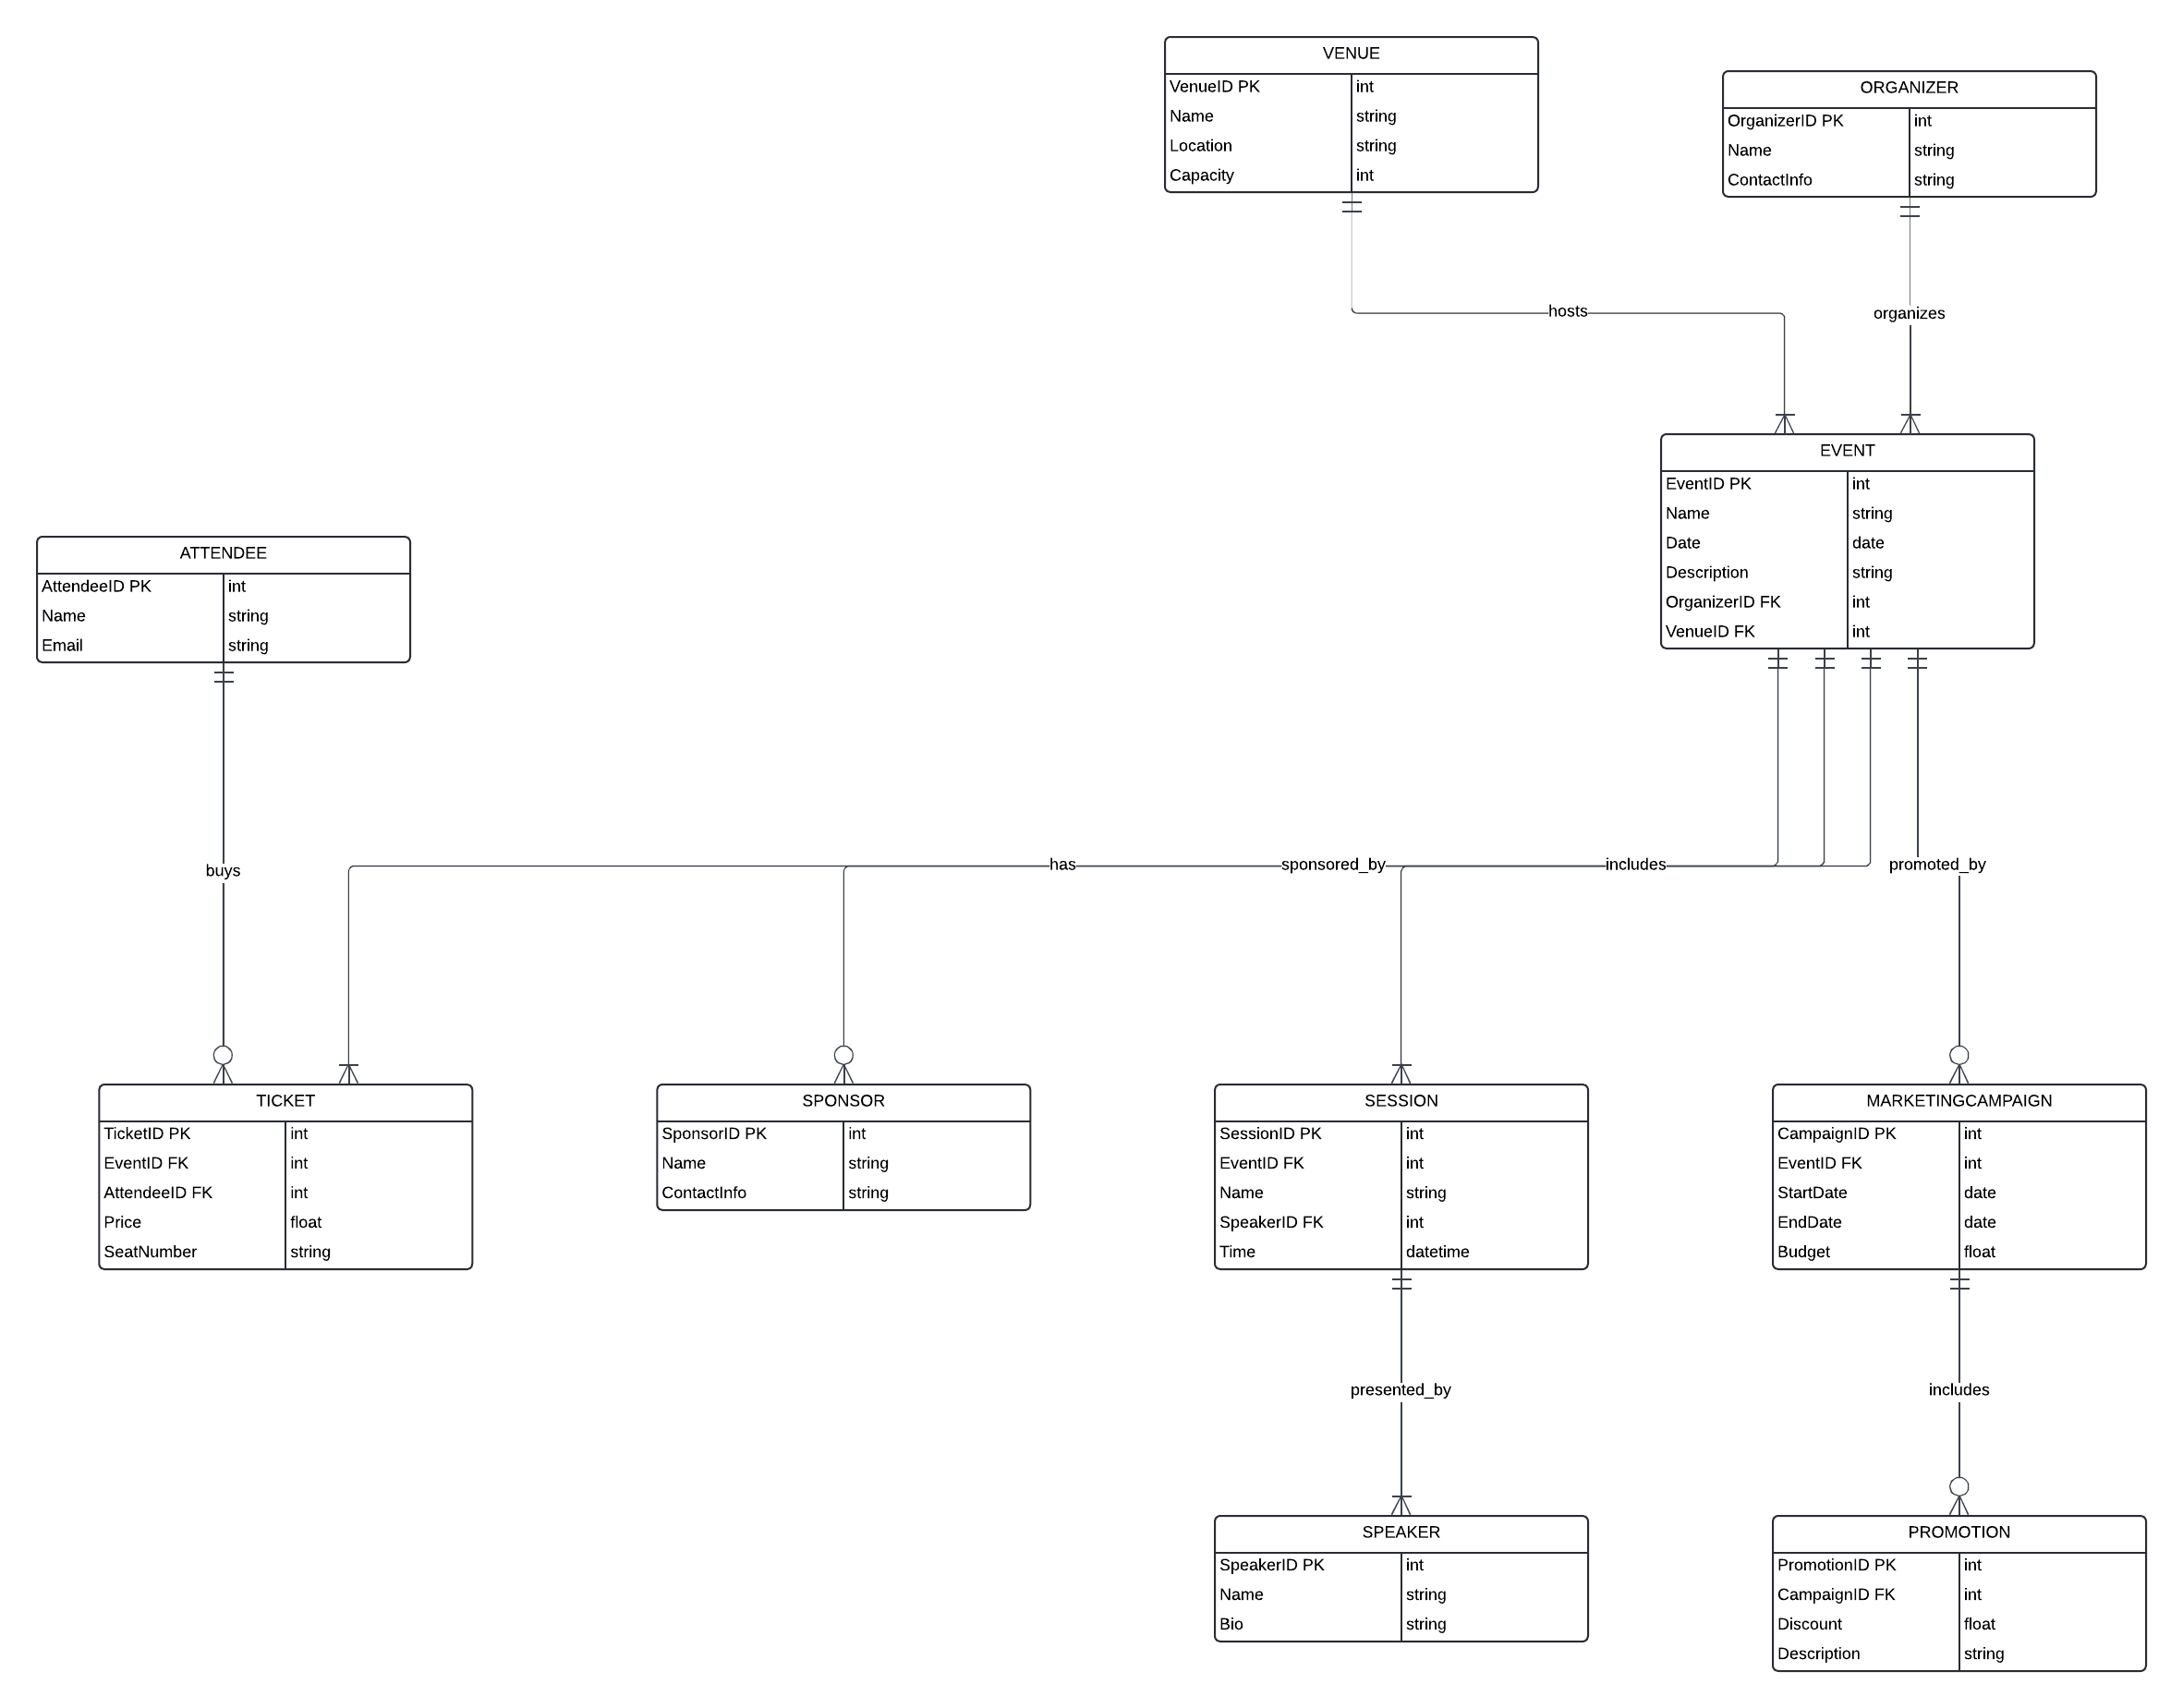 VENUE
VenueID PK int
Name string
Location string
Capacity int
ORGANIZER
OrganizerID PK int
Name string
ContactInfo string
hosts
organizes
EVENT
EventID PK int
Name string
Date date
Description string
OrganizerID FK int
VenueID FK int
ATTENDEE
AttendeeID PK int
Name string
Email string
buys
has
sponsored_by
includes
promoted_by
TICKET
TicketID PK int
EventID FK int
AttendeeID FK int
Price float
SeatNumber string
SPONSOR
SponsorID PK int
Name string
ContactInfo string
SESSION
SessionID PK int
EventID FK int
Name string
SpeakerID FK int
Time datetime
MARKETINGCAMPAIGN
CampaignID PK int
EventID FK int
StartDate date
EndDate date
Budget float
presented_by
includes
SPEAKER
SpeakerID PK int
Name string
Bio string
PROMOTION
PromotionID PK int
CampaignID FK int
Discount float
Description string